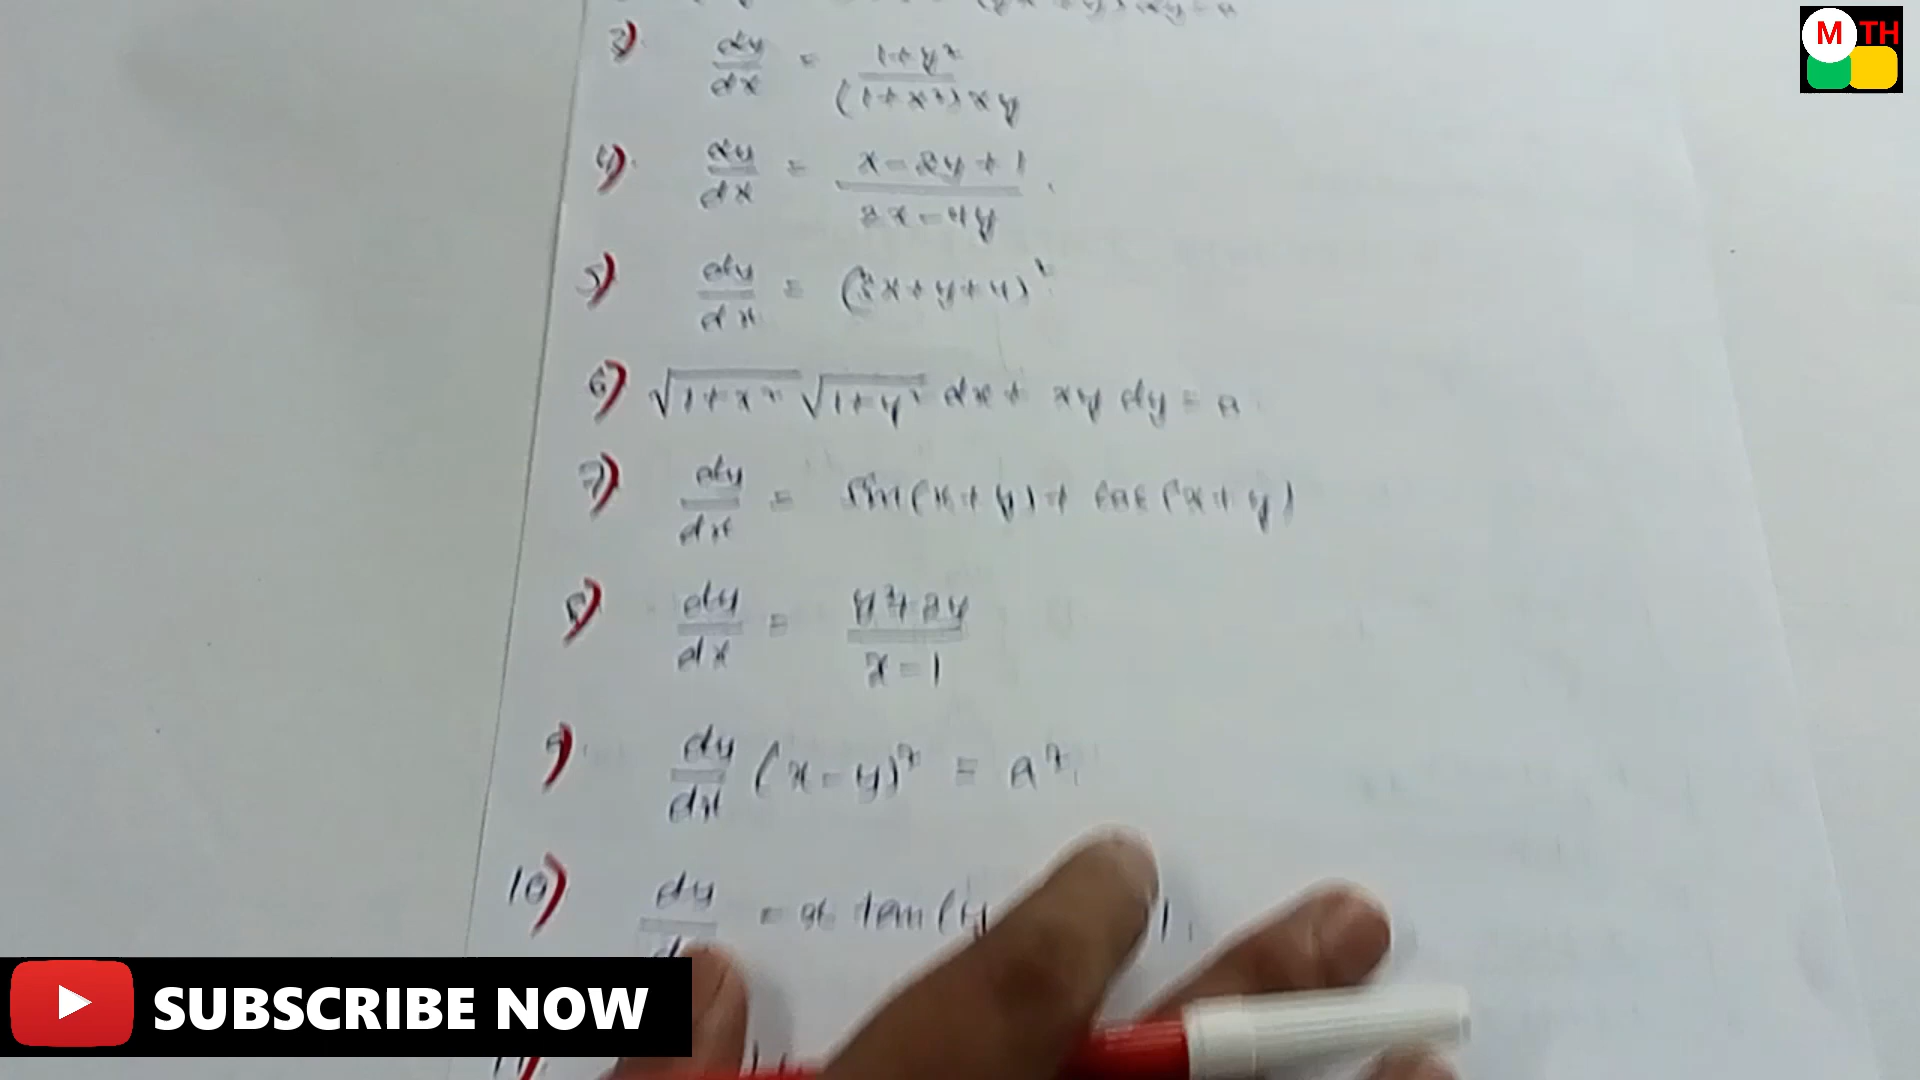 3) dy/dx = 1+y²/(1+x²)xy
4) dy/dx = x-2y+1/2x-4y.
5) dy/dx = (3x+y+4)².
6) √1+x² √1+y² dx + xy dy = 0
7) dy/dx = sin(x+y) + cos(x+y)
8) dy/dx = y²+2y/x-1
9) dy/dx (x-y)² = a².
10) dy = x tan(y
SUBSCRIBE NOW
M TH